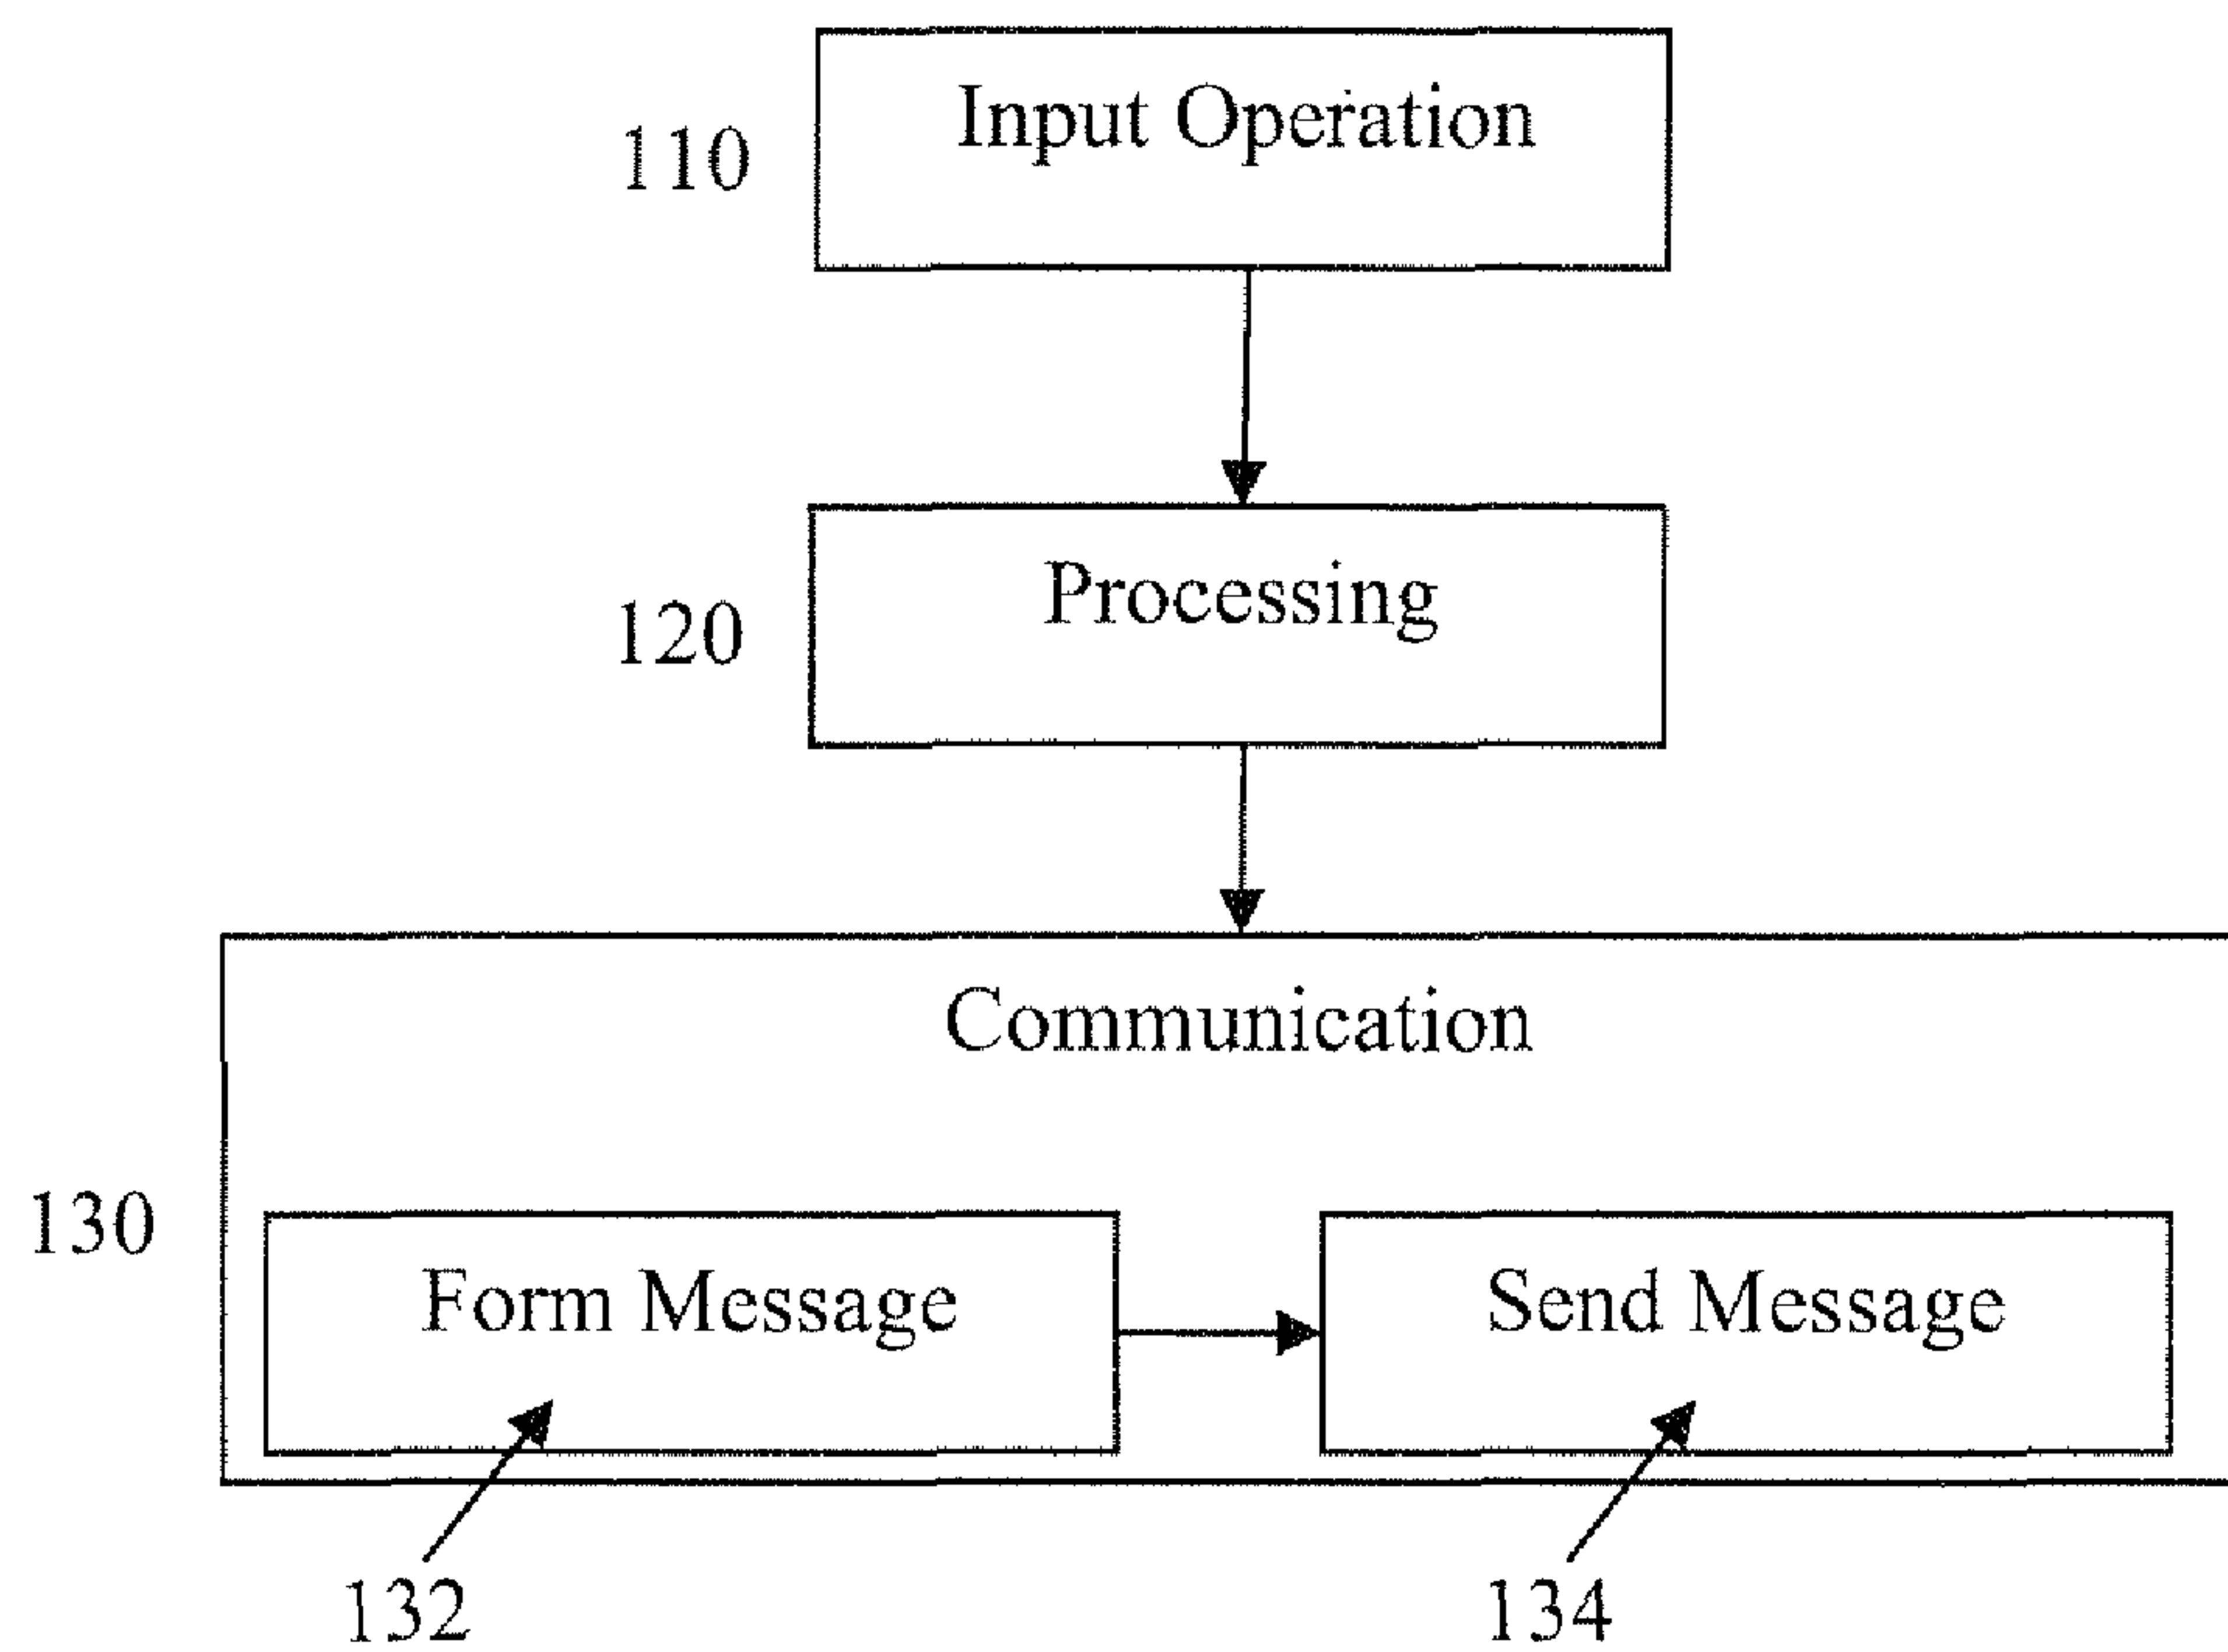 Input Operation
110
Processing
120
Communication
130
Form Message
Send Message
132
134